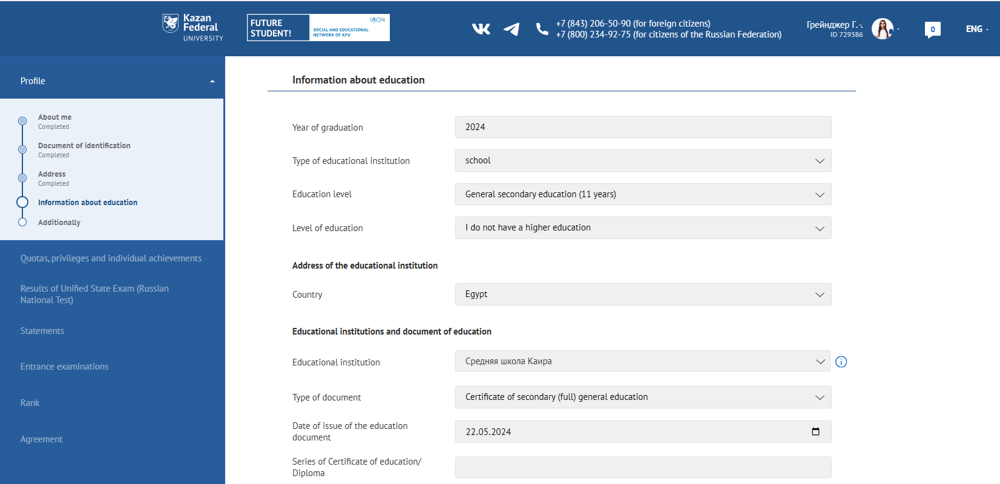 Kazan
Federal
UNIVERSITY
FUTURE
STUDENT!
1804
SOCIAL AND EDUCATIONAL
NETWORK OF KFU
+7 (843) 206-50-90 (for foreign citizens)
+7 (800) 234-92-75 (for citizens of the Russian Federation)
Грейнджер Г. -.
ID 729386
0
ENG
Profile
About me
Completed
Document of identification
Completed
Address
Completed
Information about education
Additionally
Quotas, privileges and individual achievements
Results of Unified State Exam (Russian
National Test)
Statements
Entrance examinations
Rank
Agreement
Information about education
Year of graduation
2024
Type of educational institution
school
Education level
General secondary education (11 years)
Level of education
I do not have a higher education
Address of the educational institution
Country
Egypt
Educational institutions and document of education
Educational institution
Средняя школа Каира
Type of document
Certificate of secondary (full) general education
Date of issue of the education
document
22.05.2024
Series of Certificate of education/
Diploma